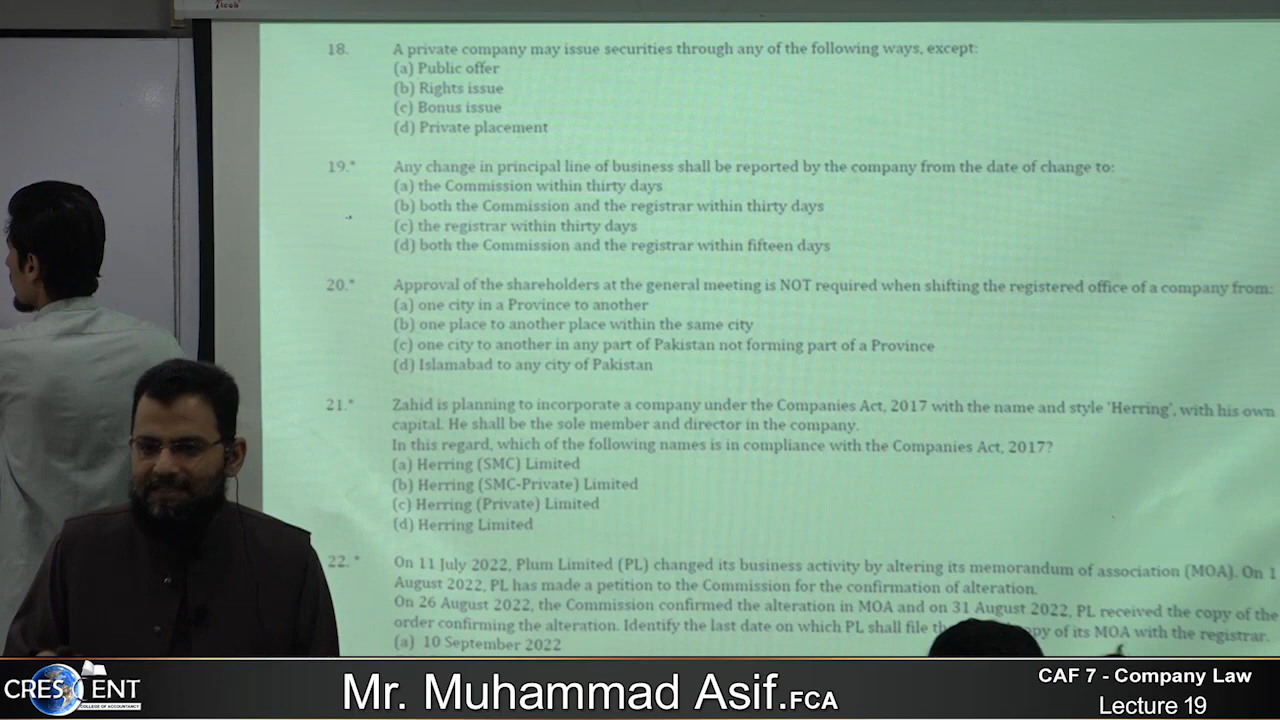 18. A private company may issue securities through any of the following ways, except:
(a) Public offer
(b) Rights issue
(c) Bonus issue
(d) Private placement
19.* Any change in principal line of business shall be reported by the company from the date of change to:
(a) the Commission within thirty days
(b) both the Commission and the registrar within thirty days
(c) the registrar within thirty days
(d) both the Commission and the registrar within fifteen days
20.* Approval of the shareholders at the general meeting is NOT required when shifting the registered office of a company from:
(a) one city in a Province to another
(b) one place to another place within the same city
(c) one city to another in any part of Pakistan not forming part of a Province
(d) Islamabad to any city of Pakistan
21.* Zahid is planning to incorporate a company under the Companies Act, 2017 with the name and style 'Herring', with his own
capital. He shall be the sole member and director in the company.
In this regard, which of the following names is in compliance with the Companies Act, 2017?
(a) Herring (SMC) Limited
(b) Herring (SMC-Private) Limited
(c) Herring (Private) Limited
(d) Herring Limited
22.* On 11 July 2022, Plum Limited (PL) changed its business activity by altering its memorandum of association (MOA). On 1
August 2022, PL has made a petition to the Commission for the confirmation of alteration.
On 26 August 2022, the Commission confirmed the alteration in MOA and on 31 August 2022, PL received the copy of the
order confirming the alteration. Identify the last date on which PL shall file of its MOA with the registrar.
(a) 10 September 2022
CRESCENT
COLLEGE OF ACCOUNTANCY
Mr. Muhammad Asif.FCA
CAF 7 - Company Law
Lecture 19